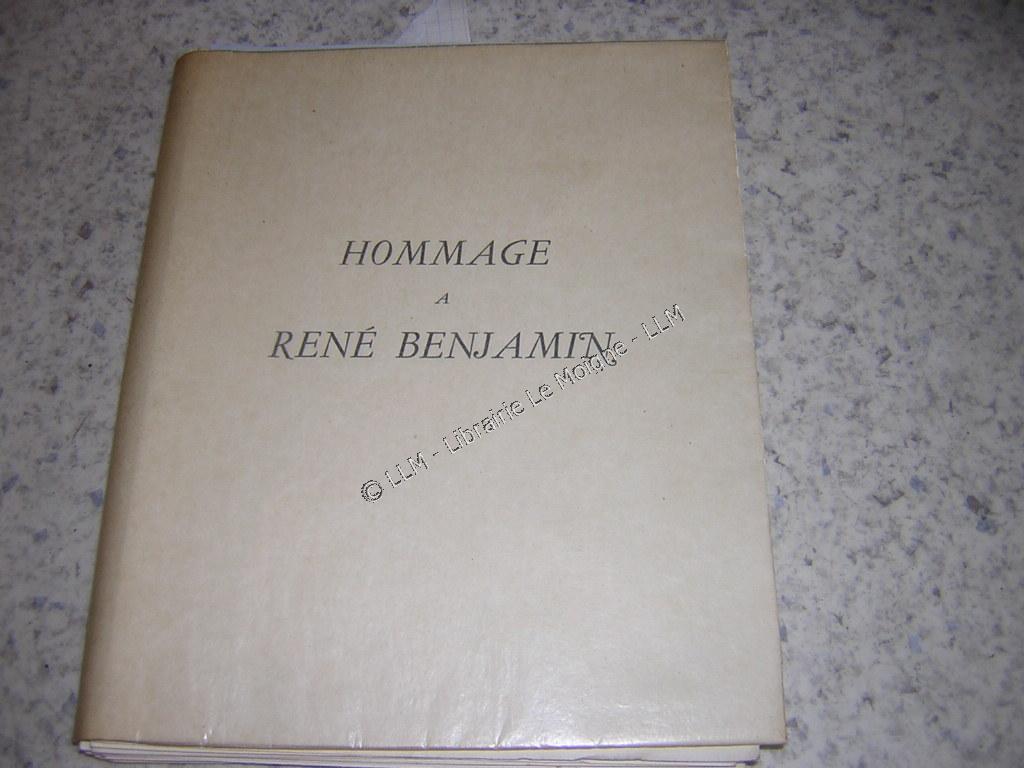 HOMMAGE
A
RENÉ BENJAMIN
© LLM - Librairie Le Moigne - LLM